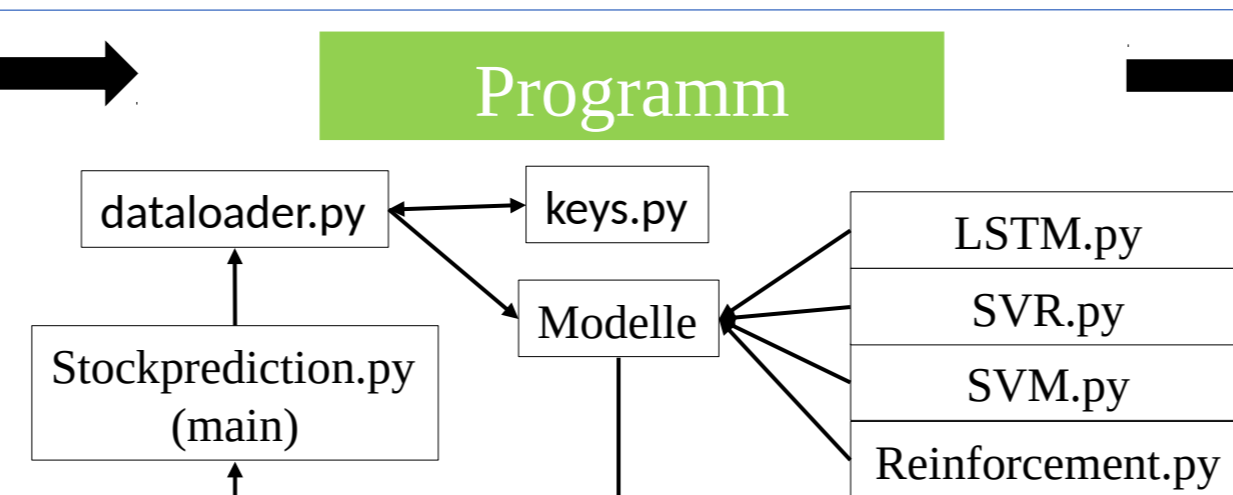 Programm
dataloader.py
keys.py
LSTM.py
Modelle
SVR.py
Stockprediction.py
(main)
SVM.py
Reinforcement.py